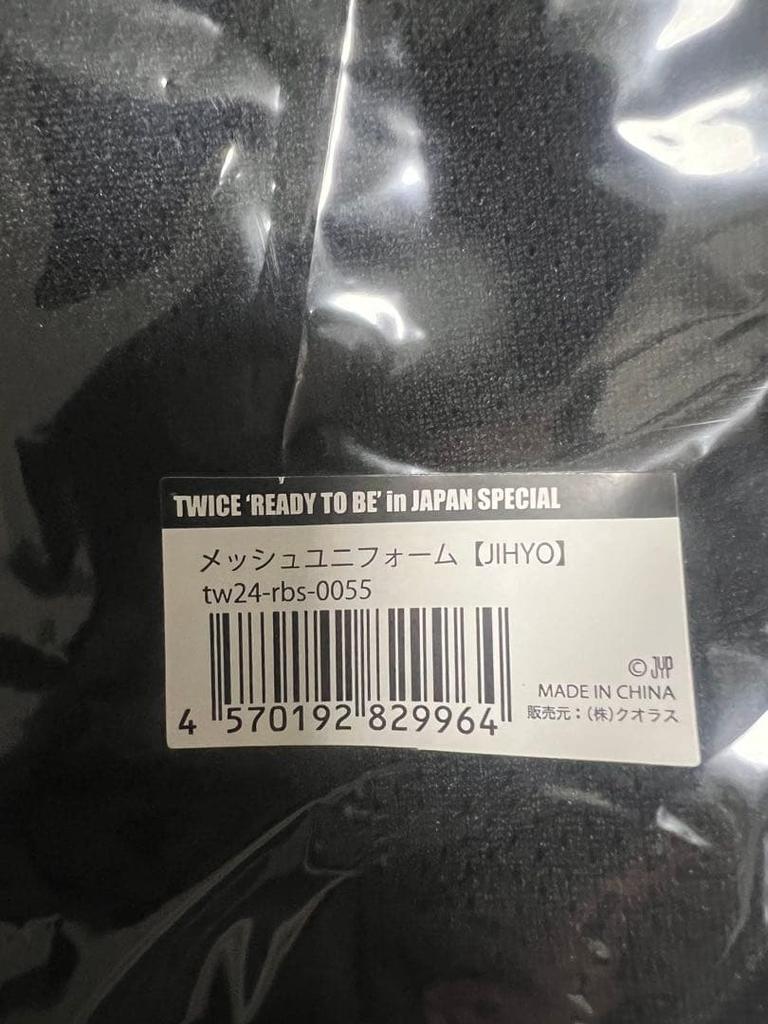 TWICE 'READY TO BE' in JAPAN SPECIAL
メッシュユニフォーム【JIHYO】
tw24-rbs-0055
4 570192 829964
© JYP
MADE IN CHINA
販売元：(株)クオラス